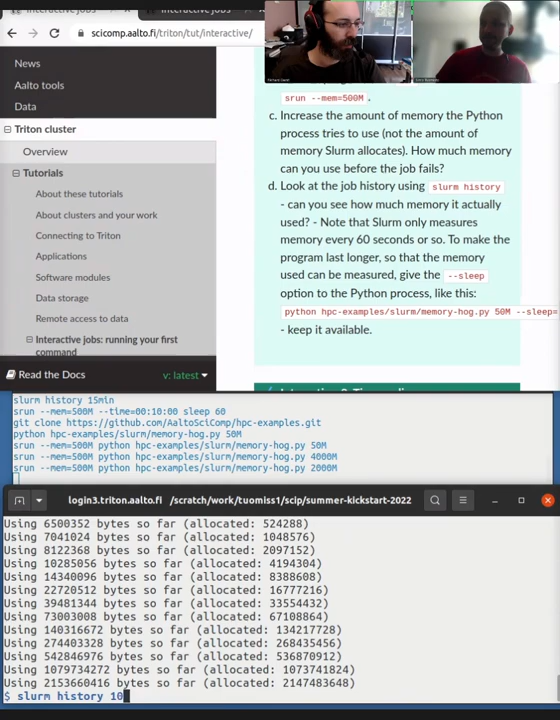 scicomp.aalto.fi/triton/tut/interactive/
News
Aalto tools
Data
Triton cluster
Overview
Tutorials
About these tutorials
About clusters and your work
Connecting to Triton
Applications
Software modules
Data storage
Remote access to data
Interactive jobs: running your first
command
Read the Docs
v: latest
srun --mem=500M .
c. Increase the amount of memory the Python
process tries to use (not the amount of
memory Slurm allocates). How much memory
can you use before the job fails?
d. Look at the job history using slurm history
- can you see how much memory it actually
used? - Note that Slurm only measures
memory every 60 seconds or so. To make the
program last longer, so that the memory
used can be measured, give the --sleep
option to the Python process, like this:
python hpc-examples/slurm/memory-hog.py 50M --sleep=
- keep it available.
slurm history 15min
srun --mem=500M --time=00:10:00 sleep 60
git clone https://github.com/AaltoSciComp/hpc-examples.git
python hpc-examples/slurm/memory-hog.py 50M
srun --mem=500M python hpc-examples/slurm/memory-hog.py 50M
srun --mem=500M python hpc-examples/slurm/memory-hog.py 4000M
srun --mem=500M python hpc-examples/slurm/memory-hog.py 2000M
login3.triton.aalto.fi /scratch/work/tuomiss1/scip/summer-kickstart-2022
Using 6500352 bytes so far (allocated: 524288)
Using 7041024 bytes so far (allocated: 1048576)
Using 8122368 bytes so far (allocated: 2097152)
Using 10285056 bytes so far (allocated: 4194304)
Using 14340096 bytes so far (allocated: 8388608)
Using 22720512 bytes so far (allocated: 16777216)
Using 39481344 bytes so far (allocated: 33554432)
Using 73003008 bytes so far (allocated: 67108864)
Using 140316672 bytes so far (allocated: 134217728)
Using 274403328 bytes so far (allocated: 268435456)
Using 542846976 bytes so far (allocated: 536870912)
Using 1079734272 bytes so far (allocated: 1073741824)
Using 2153660416 bytes so far (allocated: 2147483648)
$ slurm history 10